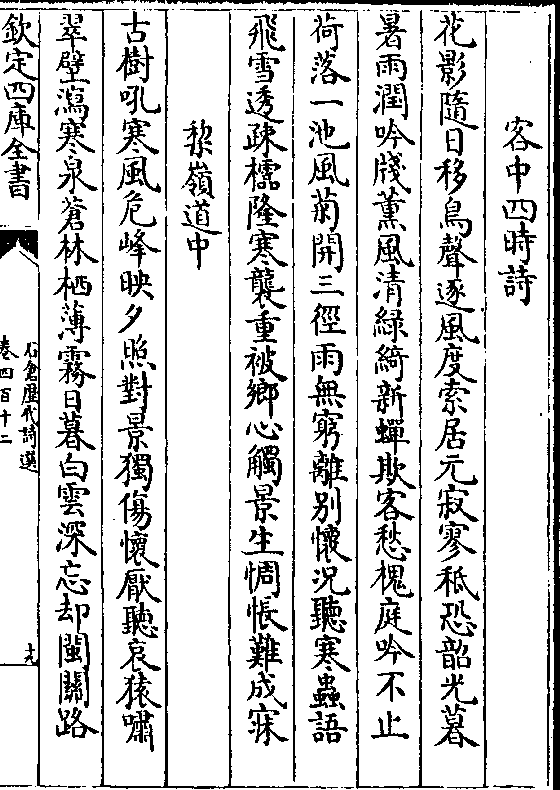 客中四時詩
花影隨日移鳥聲逐風度索居元寂寥秪恐韶光暮
暑雨潤吟牋薰風清緑綺新蟬欺客愁槐庭吟不止
荷落一池風菊開三徑雨無窮離别懷况聽寒蟲語
飛雪透疎櫺隆寒襲重被鄉心觸景生惆悵難成寐
黎嶺道中
古樹吼寒風危峰映夕照對景獨傷懷厭聽哀猿嘯
翠壁瀉寒泉蒼林栖薄霧日暮白雲深忘却閩關路
欽定四庫全書
石倉歴代詩選
卷四百十二
十九